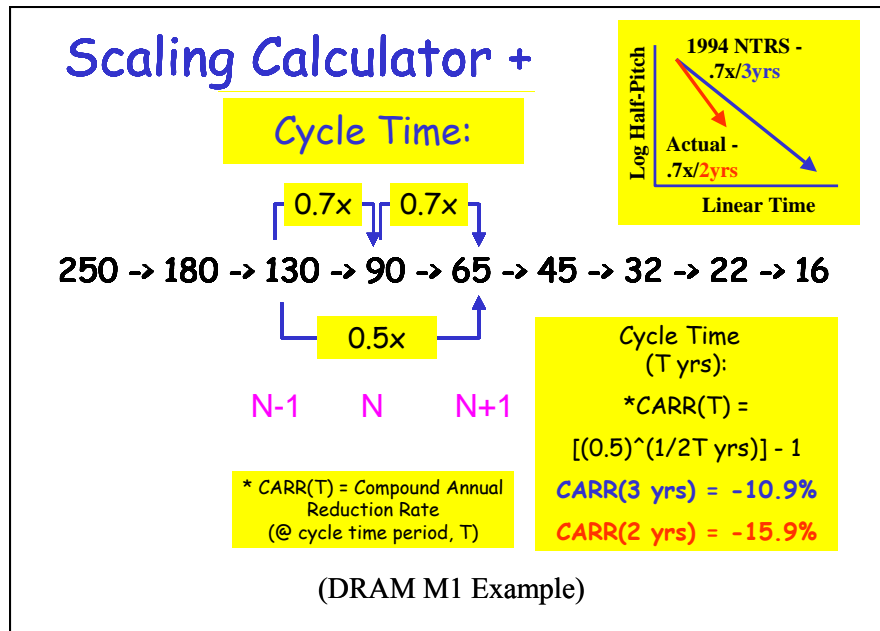 Scaling Calculator +
Cycle Time:
1994 NTRS -
.7x/3yrs
Log Half-Pitch
Actual -
.7x/2yrs
Linear Time
0.7x
0.7x
250 -> 180 -> 130 -> 90 -> 65 -> 45 -> 32 -> 22 -> 16
0.5x
N-1 N N+1
Cycle Time
(T yrs):
*CARR(T) =
[(0.5)^(1/2T yrs)] - 1
CARR(3 yrs) = -10.9%
CARR(2 yrs) = -15.9%
* CARR(T) = Compound Annual
Reduction Rate
(@ cycle time period, T)
(DRAM M1 Example)